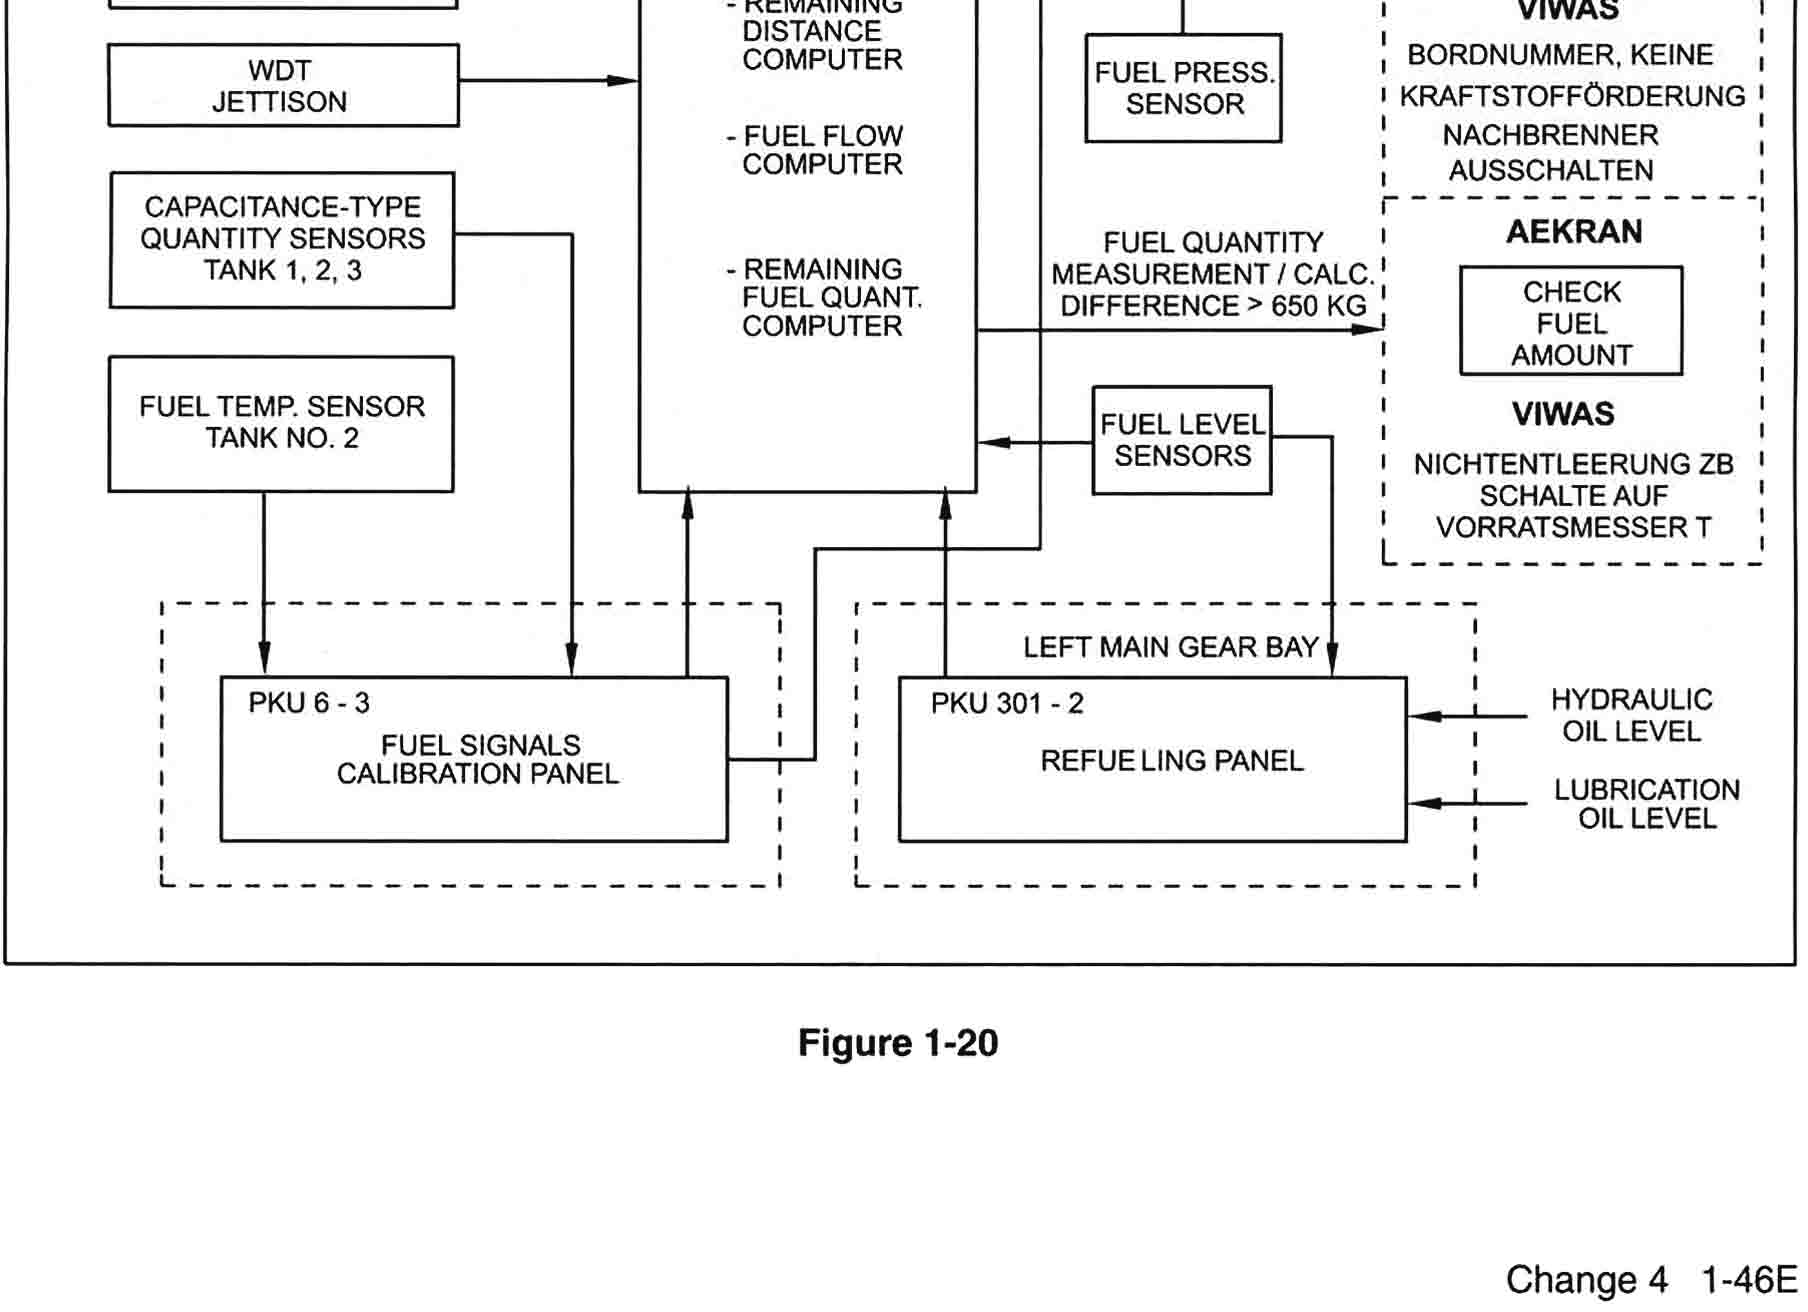 WDT
JETTISON
CAPACITANCE-TYPE
QUANTITY SENSORS
TANK 1, 2, 3
FUEL TEMP. SENSOR
TANK NO. 2
- REMAINING
DISTANCE
COMPUTER
- FUEL FLOW
COMPUTER
- REMAINING
FUEL QUANT.
COMPUTER
FUEL PRESS.
SENSOR
FUEL QUANTITY
MEASUREMENT / CALC.
DIFFERENCE > 650 KG
FUEL LEVEL
SENSORS
VIWAS
BORDNUMMER, KEINE
KRAFTSTOFFÖRDERUNG
NACHBRENNER
AUSSCHALTEN
AEKRAN
CHECK
FUEL
AMOUNT
VIWAS
NICHTENTLEERUNG ZB
SCHALTE AUF
VORRATSMESSER T
PKU 6 - 3
FUEL SIGNALS
CALIBRATION PANEL
LEFT MAIN GEAR BAY
PKU 301 - 2
REFUELING PANEL
HYDRAULIC
OIL LEVEL
LUBRICATION
OIL LEVEL
Figure 1-20
Change 4 1-46E